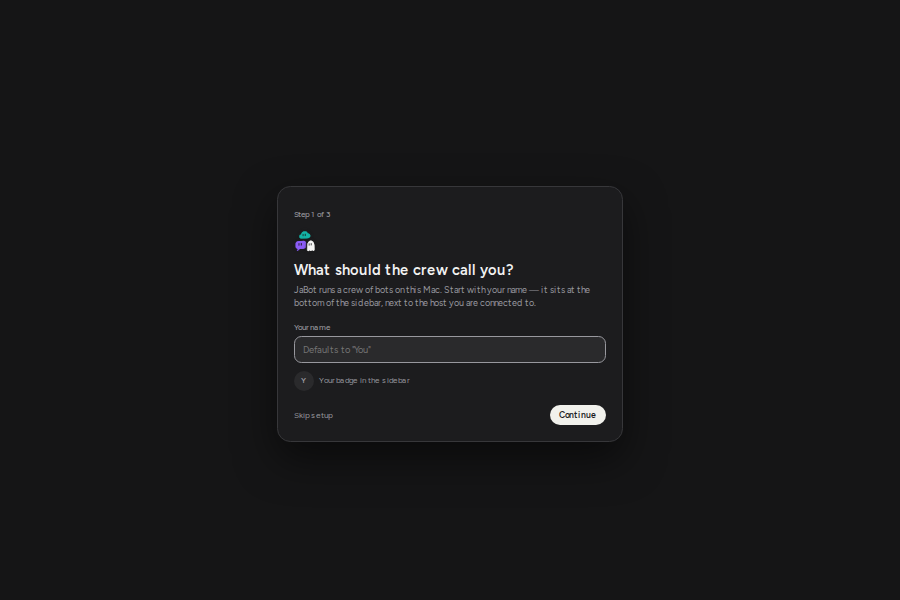 Step 1 of 3
What should the crew call you?
JaBot runs a crew of bots on this Mac. Start with your name — it sits at the
bottom of the sidebar, next to the host you are connected to.
Your name
Defaults to "You"
Y
Your badge in the sidebar
Skip setup
Continue